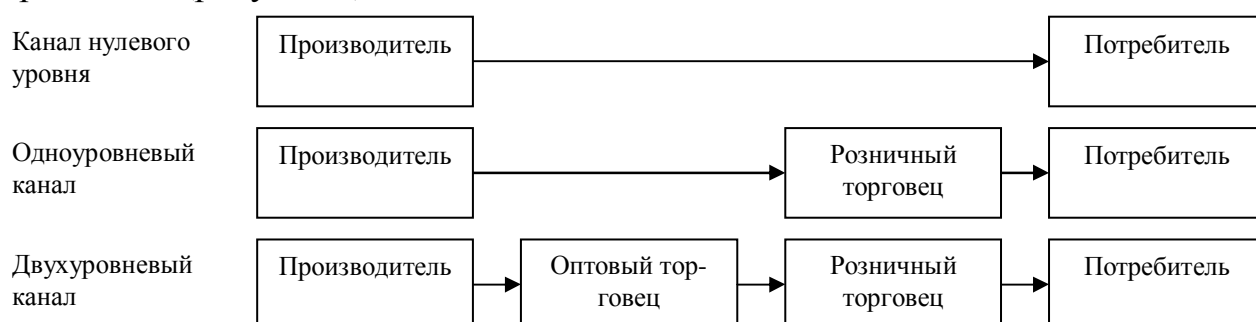 Канал нулевого
уровня
Производитель
Потребитель
Одноуровневый
канал
Производитель
Розничный
торговец
Потребитель
Двухуровневый
канал
Производитель
Оптовый тор-
говец
Розничный
торговец
Потребитель